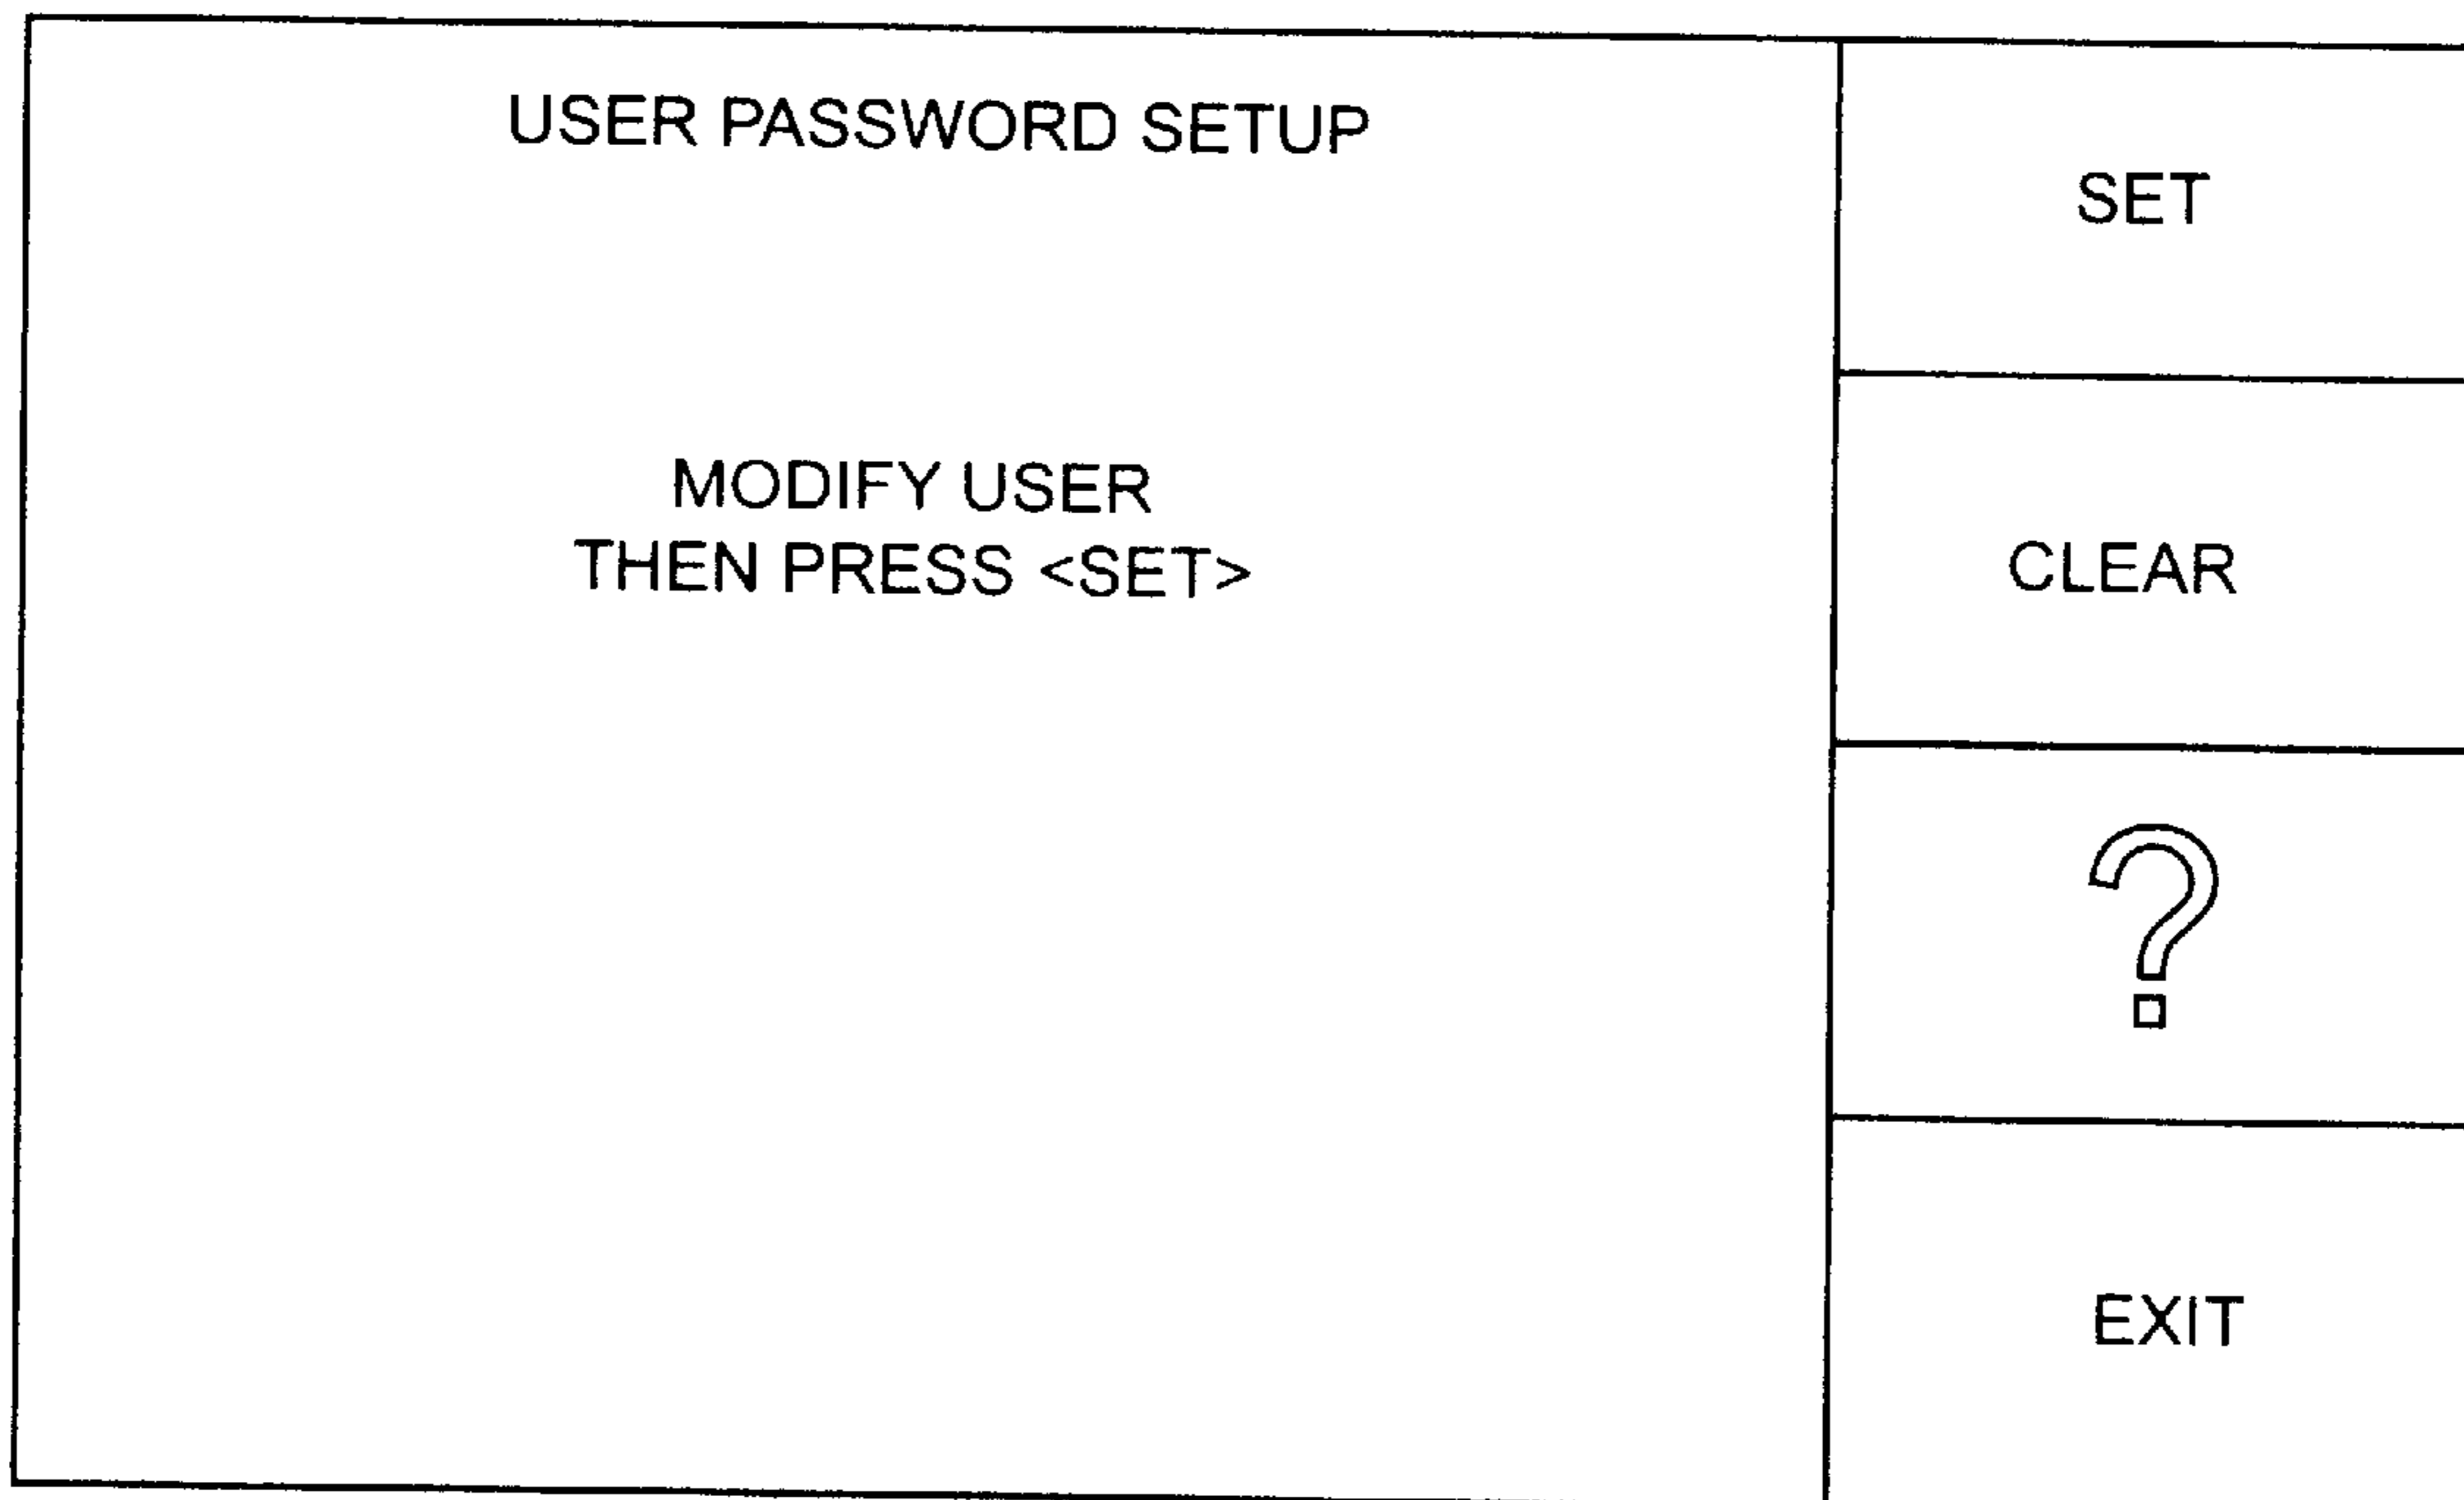 USER PASSWORD SETUP
MODIFY USER
THEN PRESS <SET>
SET
CLEAR
?
EXIT